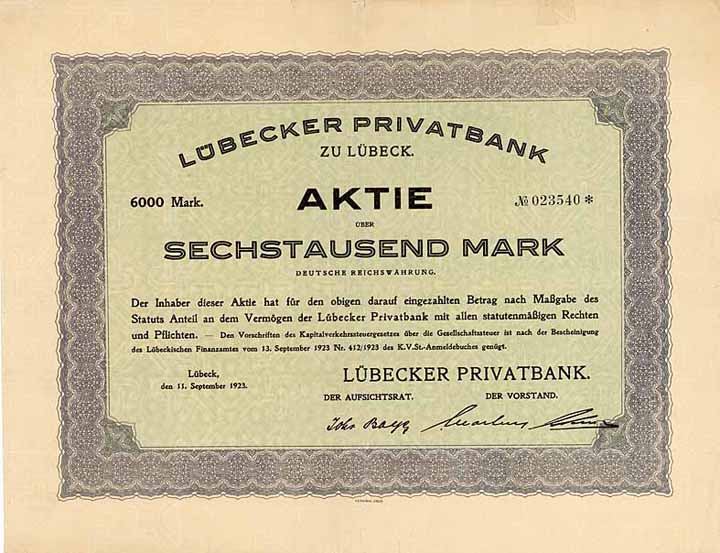 LÜBECKER PRIVATBANK
ZU LÜBECK.
6000 Mark. AKTIE № 023540 *
ÜBER
SECHSTAUSEND MARK
DEUTSCHE REICHSWÄHRUNG.
Der Inhaber dieser Aktie hat für den obigen darauf eingezahlten Betrag nach Maßgabe des
Statuts Anteil an dem Vermögen der Lübecker Privatbank mit allen statutenmäßigen Rechten
und Pflichten. — Den Vorschriften des Kapitalverkehrssteuergesetzes über die Gesellschaftssteuer ist nach der Bescheinigung
des Lübeckischen Finanzamtes vom 13. September 1923 Nr. 412/1923 des K.V.St.-Anmeldebuches genügt.
Lübeck,
den 11. September 1923.
LÜBECKER PRIVATBANK.
DER AUFSICHTSRAT. DER VORSTAND.